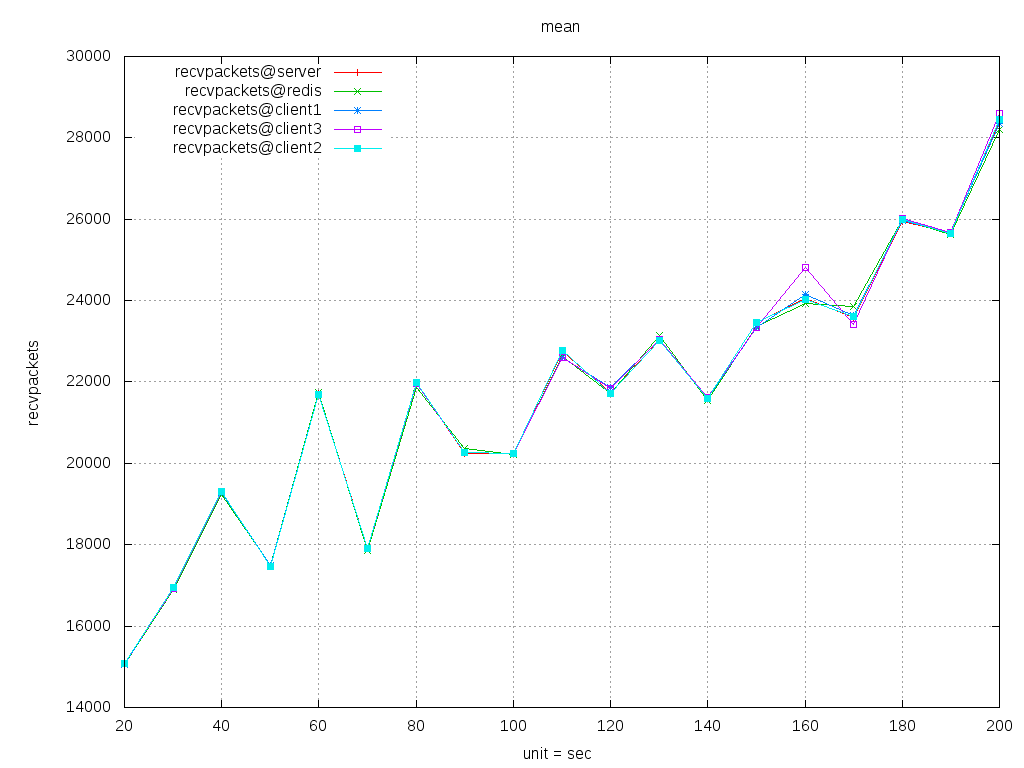 mean
30000
28000
26000
24000
22000
20000
18000
16000
14000
recvpackets
recvpackets@server
recvpackets@redis
recvpackets@client1
recvpackets@client3
recvpackets@client2
20 40 60 80 100 120 140 160 180 200
unit = sec